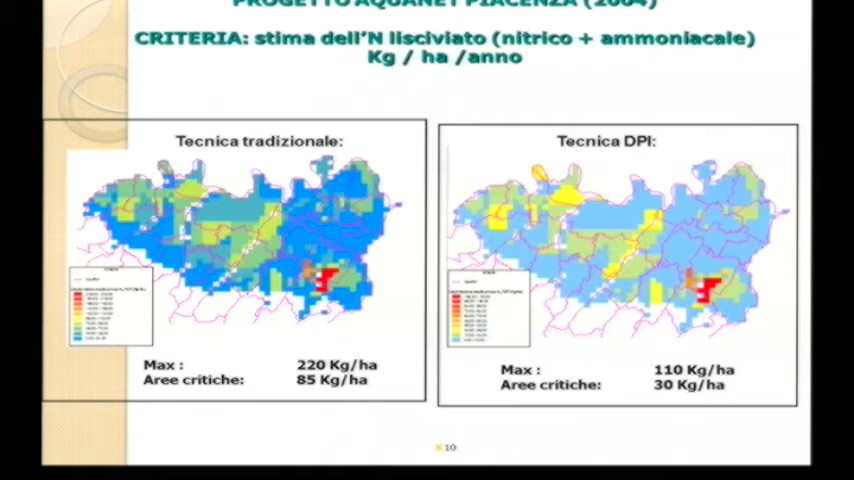 PROGETTO AQUANET PIACENZA (2004)
CRITERIA: stima dell'N lisciviato (nitrico + ammoniacale)
Kg / ha /anno
Tecnica tradizionale:
Max : 220 Kg/ha
Aree critiche: 85 Kg/ha
Tecnica DPI:
Max : 110 Kg/ha
Aree critiche: 30 Kg/ha
10